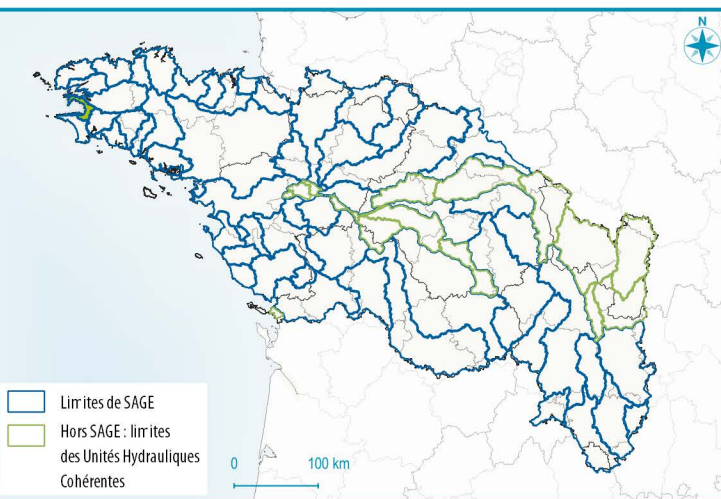 N
Limites de SAGE
Hors SAGE : limites
des Unités Hydrauliques
Cohérentes
0 100 km